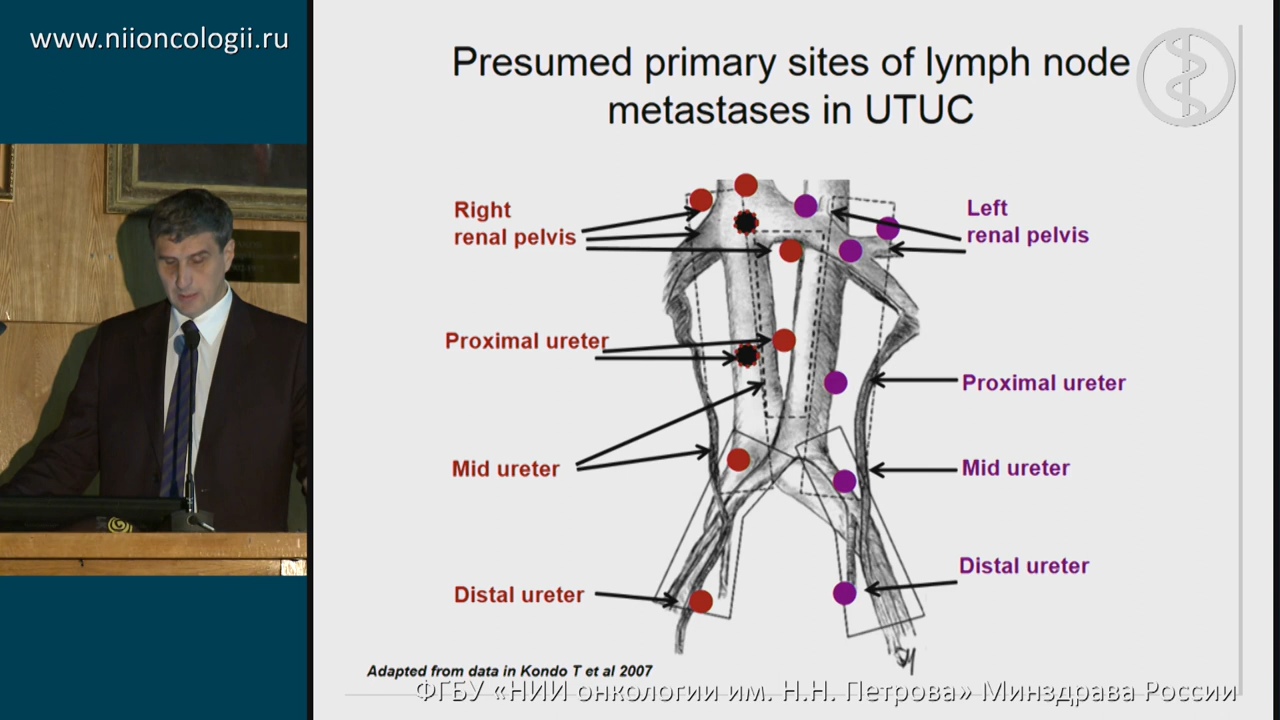 www.niioncologii.ru
Presumed primary sites of lymph node
metastases in UTUC
Right
renal pelvis
Left
renal pelvis
Proximal ureter
Proximal ureter
Mid ureter
Mid ureter
Distal ureter
Distal ureter
Adapted from data in Kondo T et al 2007
ФГБУ «НИИ онкологии им. Н.Н. Петрова» Минздрава России